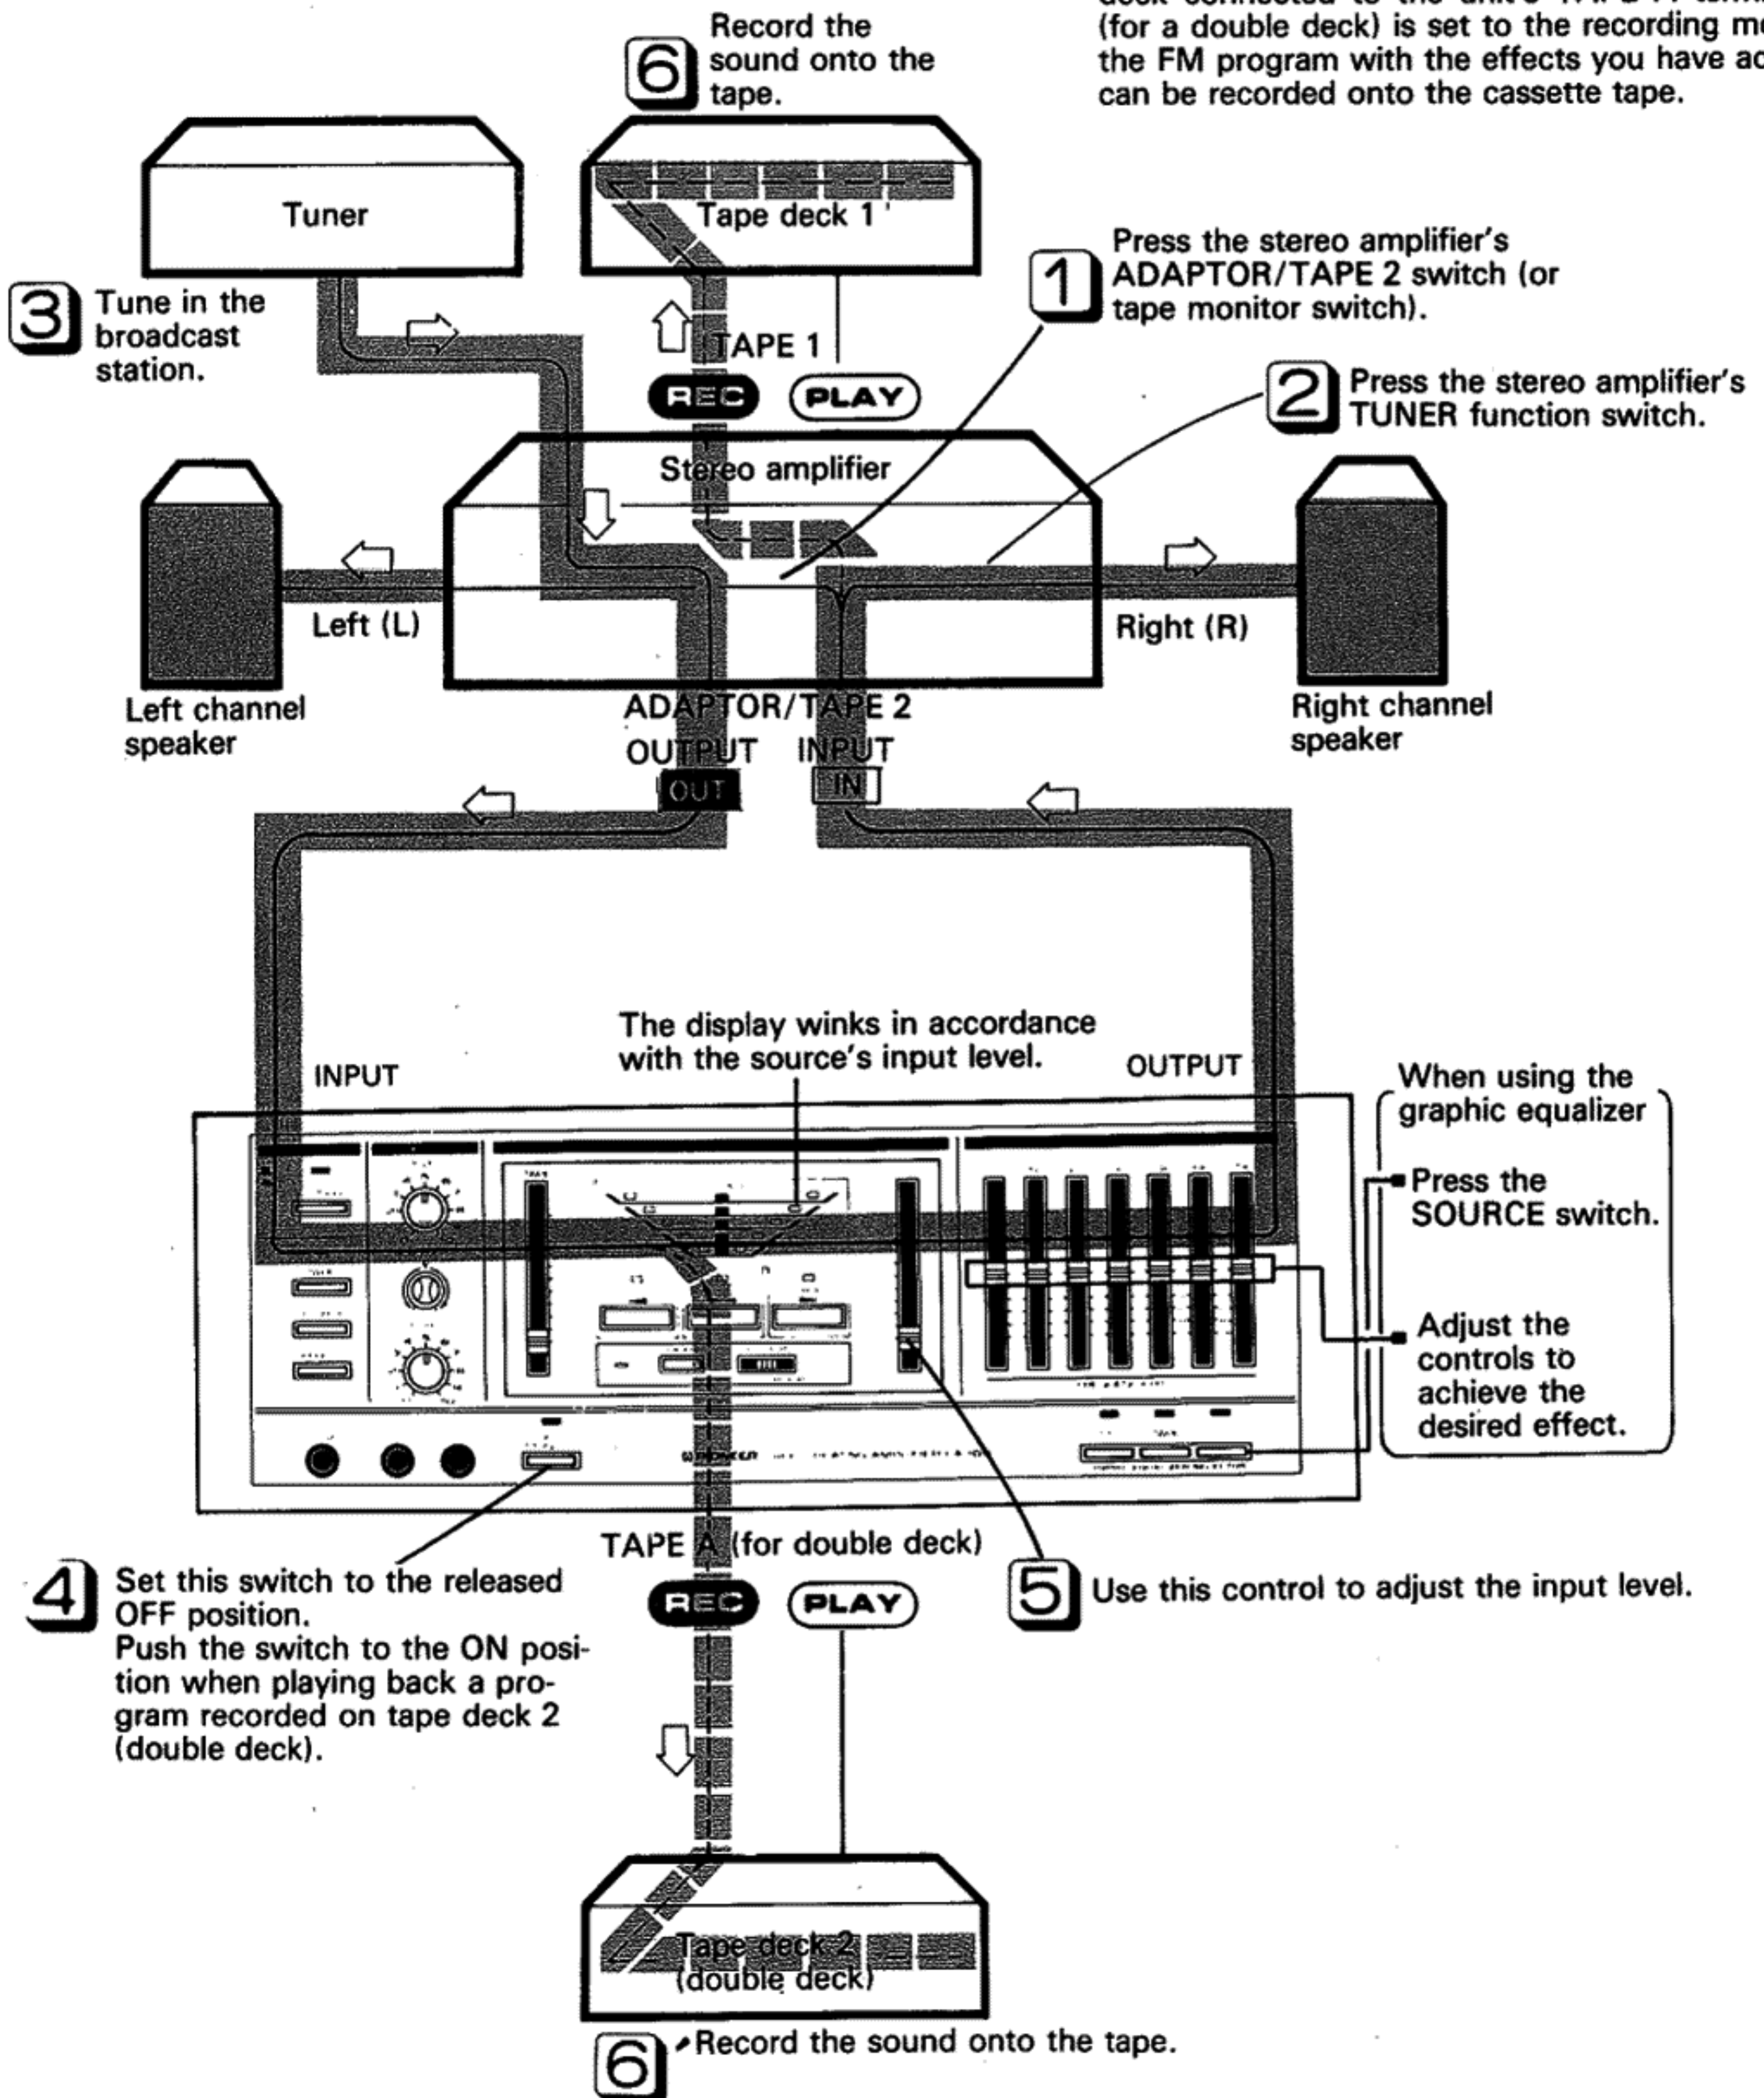 (for a double deck) is set to the recording
the FM program with the effects you have
can be recorded onto the cassette tape.
6
Record the
sound onto the
tape.
Tuner
Tape deck 1
1
Press the stereo amplifier's
ADAPTOR/TAPE 2 switch (or
tape monitor switch).
3
Tune in the
broadcast
station.
TAPE 1
REC
PLAY
2
Press the stereo amplifier's
TUNER function switch.
Stereo amplifier
Left (L)
Right (R)
Left channel
speaker
ADAPTOR/TAPE 2
OUTPUT INPUT
OUT
IN
Right channel
speaker
The display winks in accordance
with the source's input level.
INPUT
OUTPUT
When using the
graphic equalizer
Press the
SOURCE switch.
Adjust the
controls to
achieve the
desired effect.
PIONEER
TAPE A (for double deck)
REC
PLAY
4
Set this switch to the released
OFF position.
Push the switch to the ON posi-
tion when playing back a pro-
gram recorded on tape deck 2
(double deck).
5
Use this control to adjust the input level.
Tape deck 2
(double deck)
6
Record the sound onto the tape.